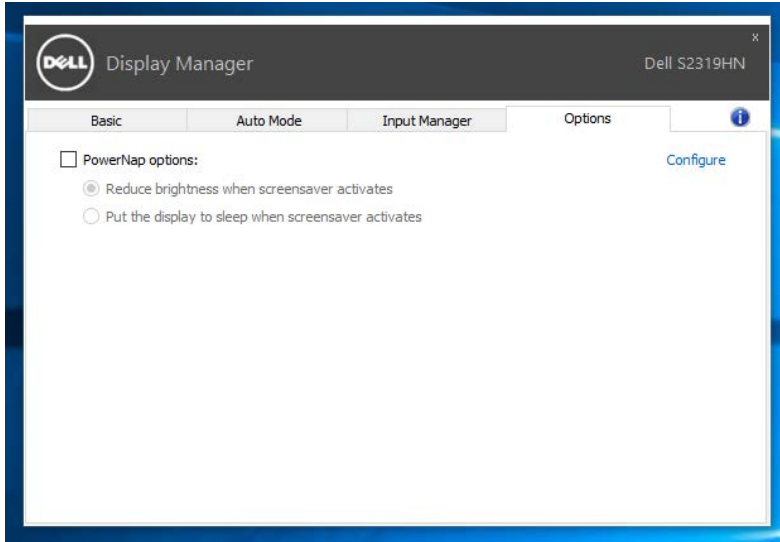 x
DELL Display Manager Dell S2319HN
Basic Auto Mode Input Manager Options i
PowerNap options: Configure
Reduce brightness when screensaver activates
Put the display to sleep when screensaver activates